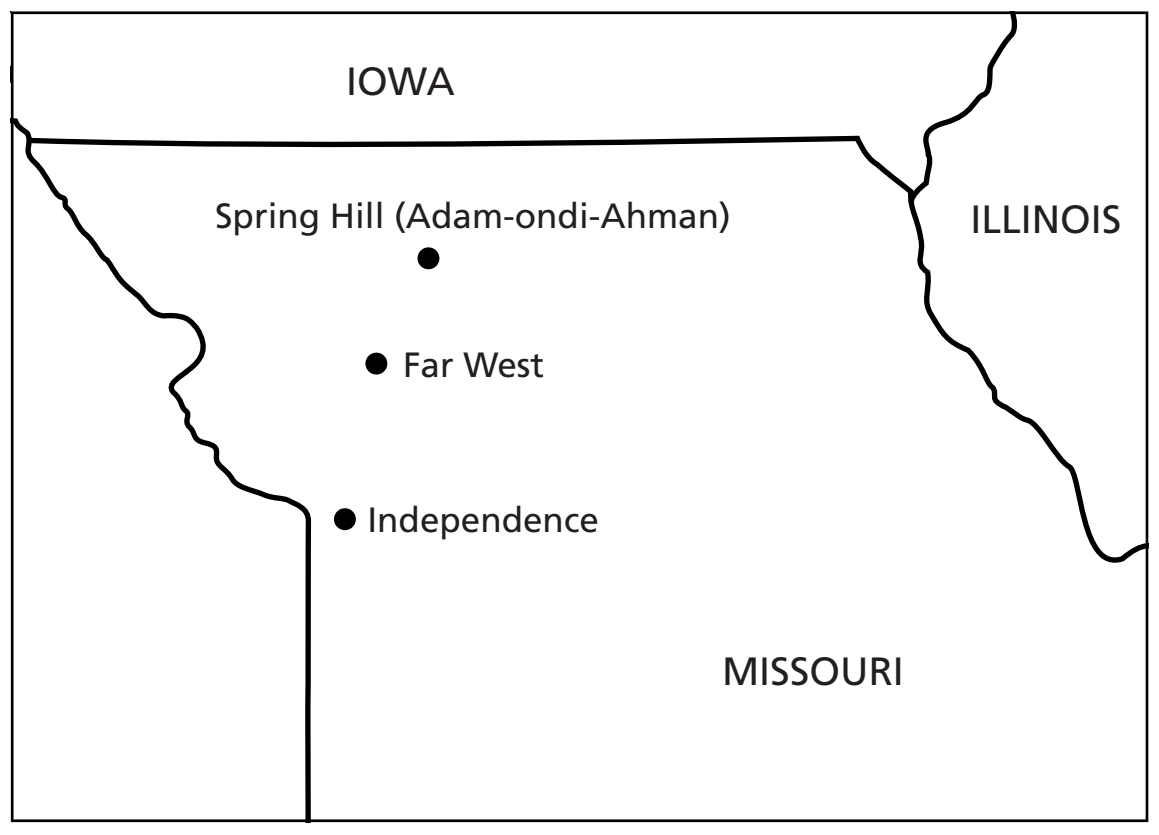 IOWA
Spring Hill (Adam-ondi-Ahman)
ILLINOIS
Far West
Independence
MISSOURI